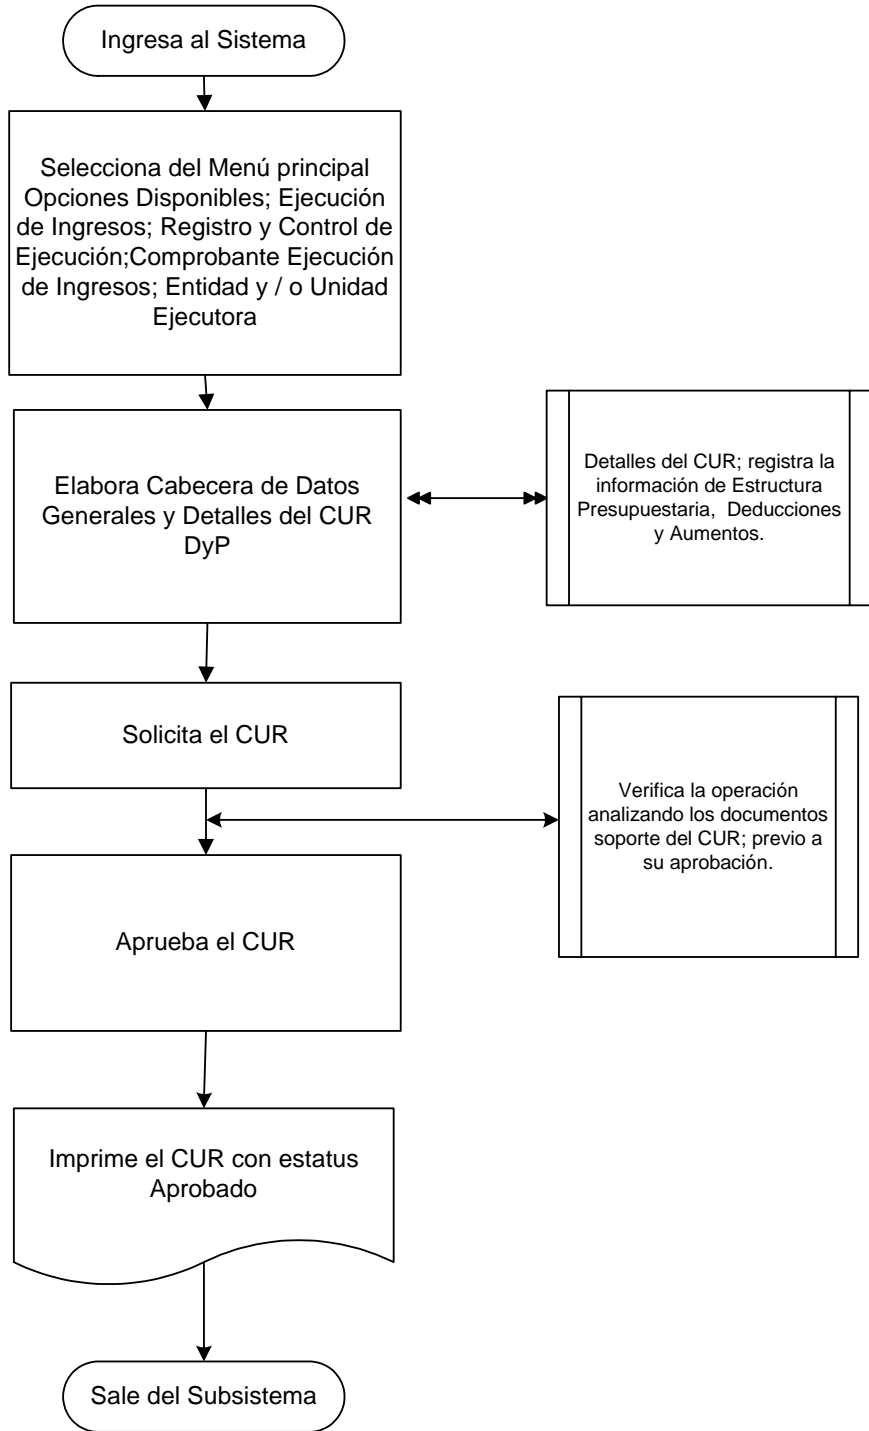 Ingresa al Sistema
Selecciona del Menú principal
Opciones Disponibles; Ejecución
de Ingresos; Registro y Control de
Ejecución;Comprobante Ejecución
de Ingresos; Entidad y / o Unidad
Ejecutora
Elabora Cabecera de Datos
Generales y Detalles del CUR
DyP
Detalles del CUR; registra la
información de Estructura
Presupuestaria, Deducciones
y Aumentos.
Solicita el CUR
Verifica la operación
analizando los documentos
soporte del CUR; previo a
su aprobación.
Aprueba el CUR
Imprime el CUR con estatus
Aprobado
Sale del Subsistema